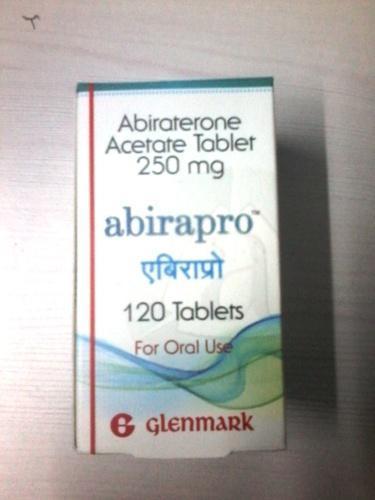 Abiraterone
Acetate Tablet
250 mg
abirapro™
एबिराप्रो
120 Tablets
For Oral Use
G glenmark